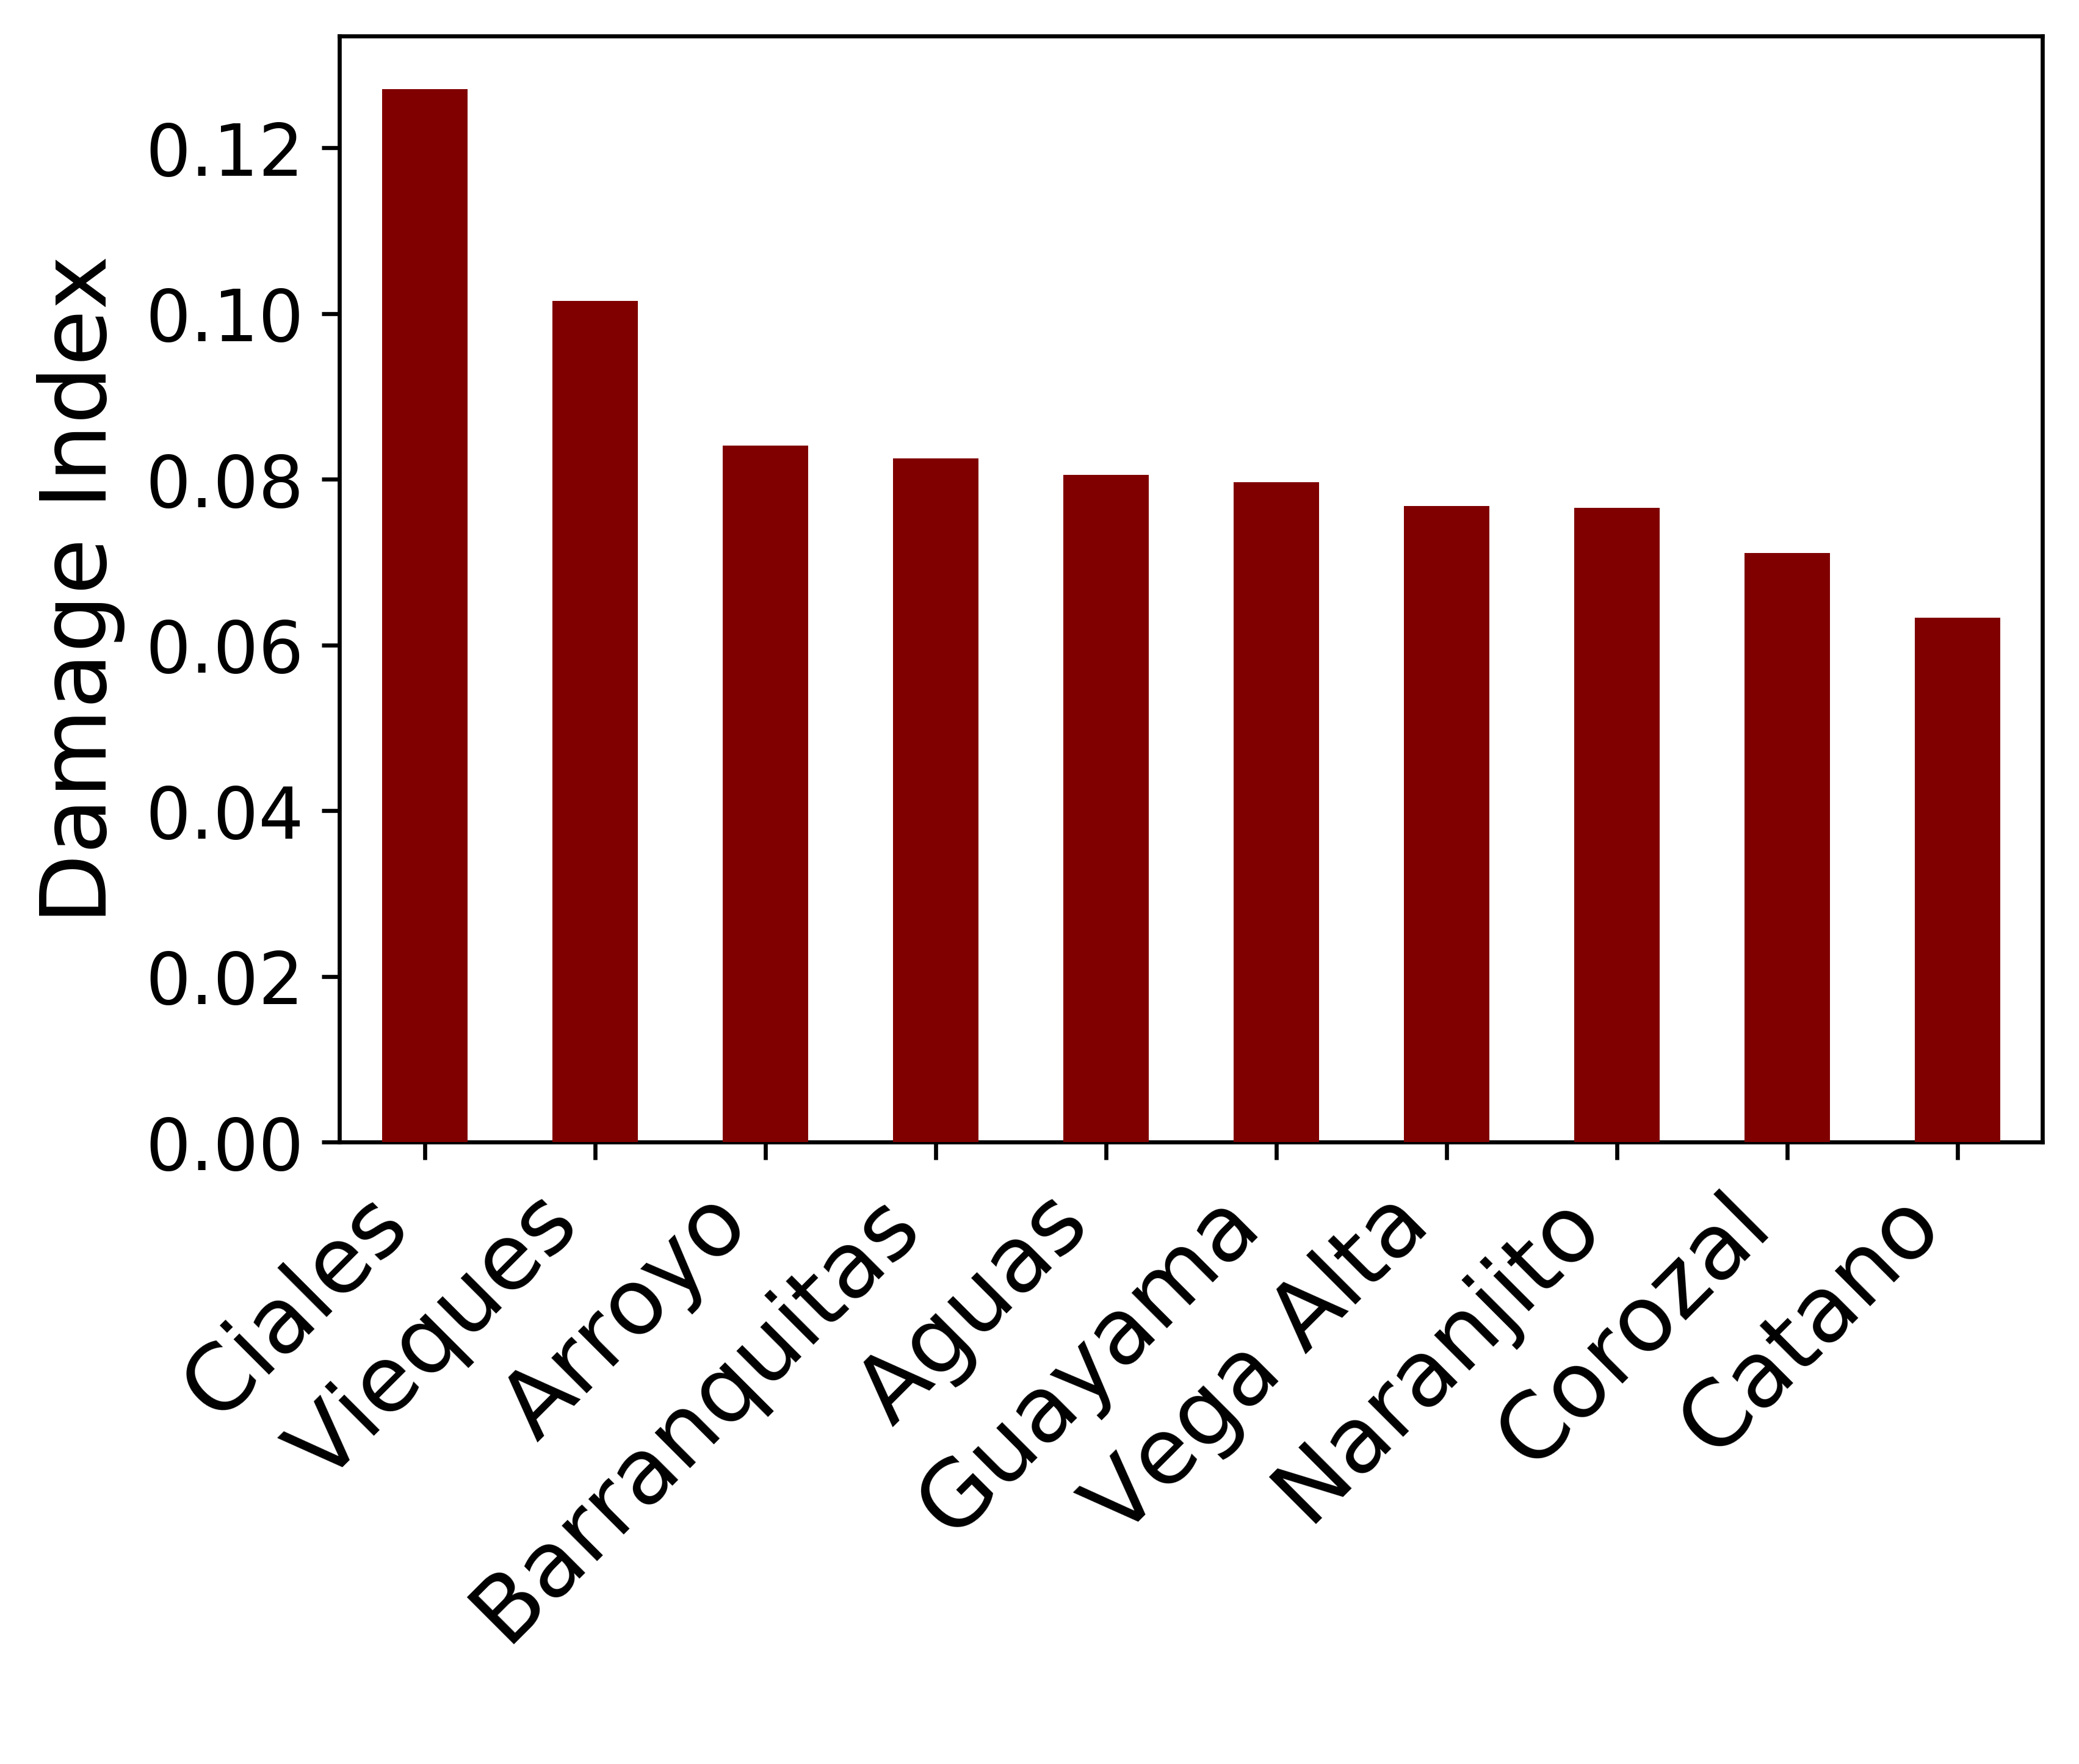 Damage Index
0.12
0.10
0.08
0.06
0.04
0.02
0.00
Ciales
Vieques
Arroyo
Barranquitas
Aguas
Guayama
Vega Alta
Naranjito
Corozal
Catano